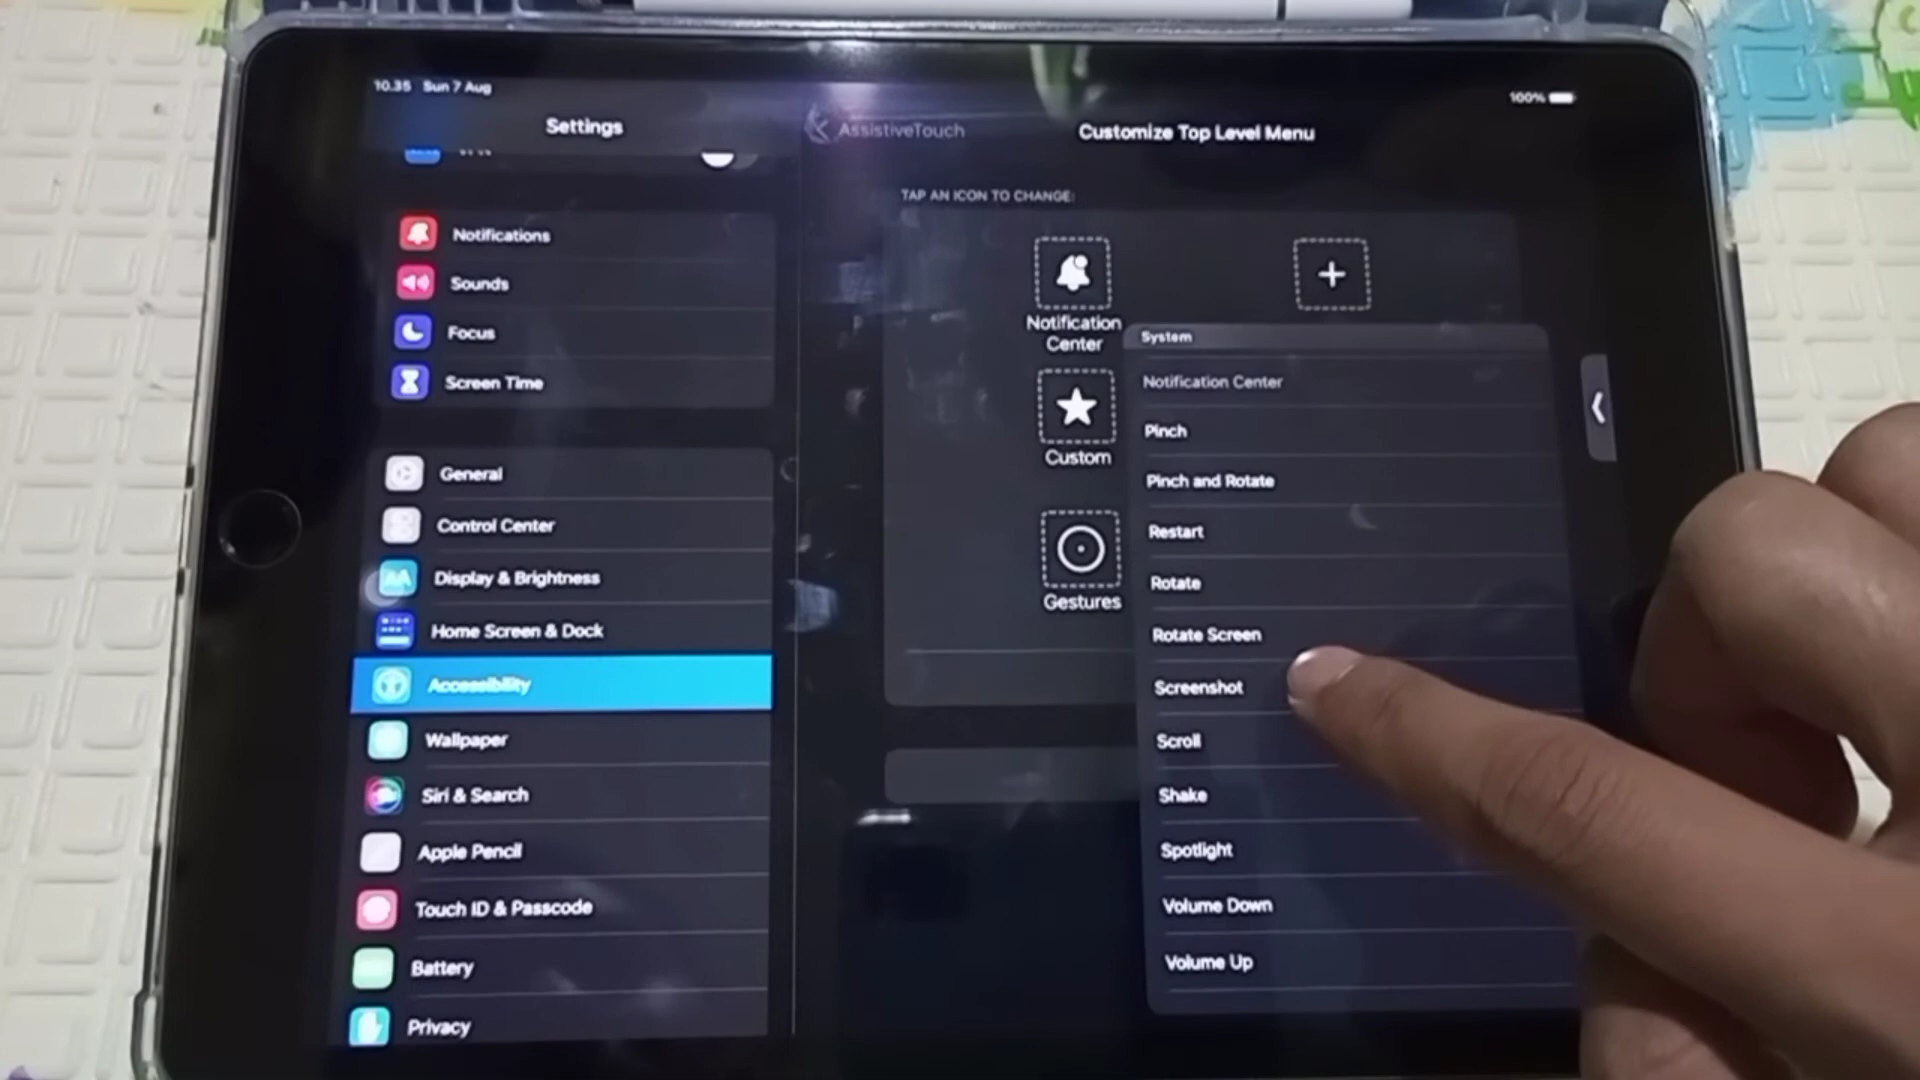 10.35 Sun 7 Aug
100%
Settings
AssistiveTouch
Customize Top Level Menu
TAP AN ICON TO CHANGE:
Notifications
Sounds
Focus
Screen Time
General
Control Center
AA
Display & Brightness
Home Screen & Dock
Accessibility
Wallpaper
Siri & Search
Apple Pencil
Touch ID & Passcode
Battery
Privacy
Notification
Center
Custom
Gestures
System
Notification Center
Pinch
Pinch and Rotate
Restart
Rotate
Rotate Screen
Screenshot
Scroll
Shake
Spotlight
Volume Down
Volume Up